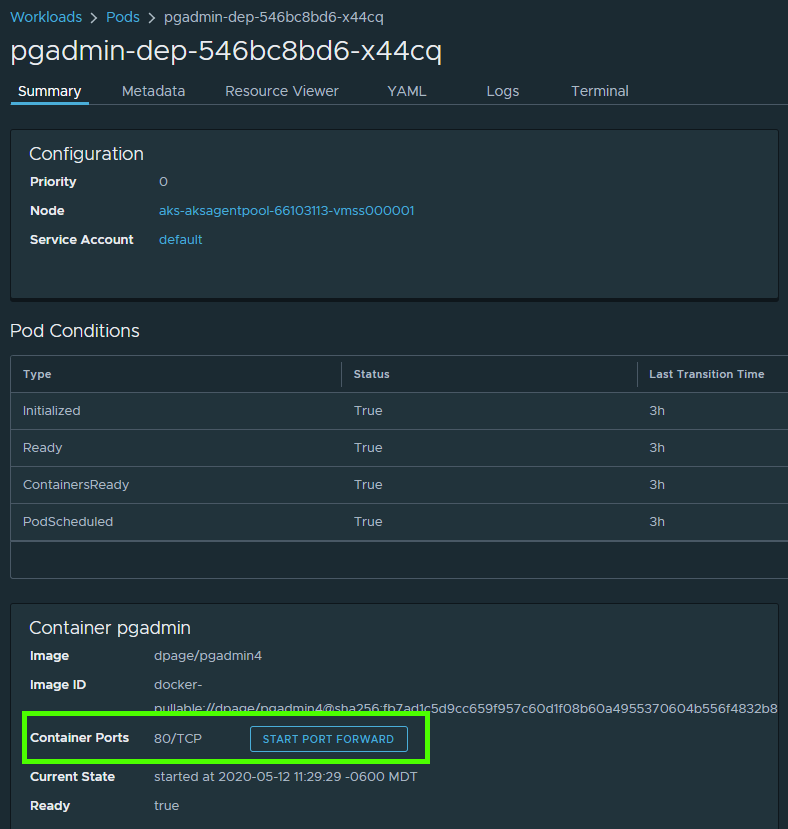 Workloads > Pods > pgadmin-dep-546bc8bd6-x44cq
pgadmin-dep-546bc8bd6-x44cq
Summary Metadata Resource Viewer YAML Logs Terminal
Configuration
Priority 0
Node aks-aksagentpool-66103113-vmss000001
Service Account default
Pod Conditions
Type Status Last Transition Time
Initialized True 3h
Ready True 3h
ContainersReady True 3h
PodScheduled True 3h
Container pgadmin
Image dpage/pgadmin4
Image ID docker-
pullable://dpage/pgadmin4@sha256:fb7ad1c5d9cc659f957c60d1f08b60a4955370604b556f4832b8
Container Ports 80/TCP START PORT FORWARD
Current State started at 2020-05-12 11:29:29 -0600 MDT
Ready true